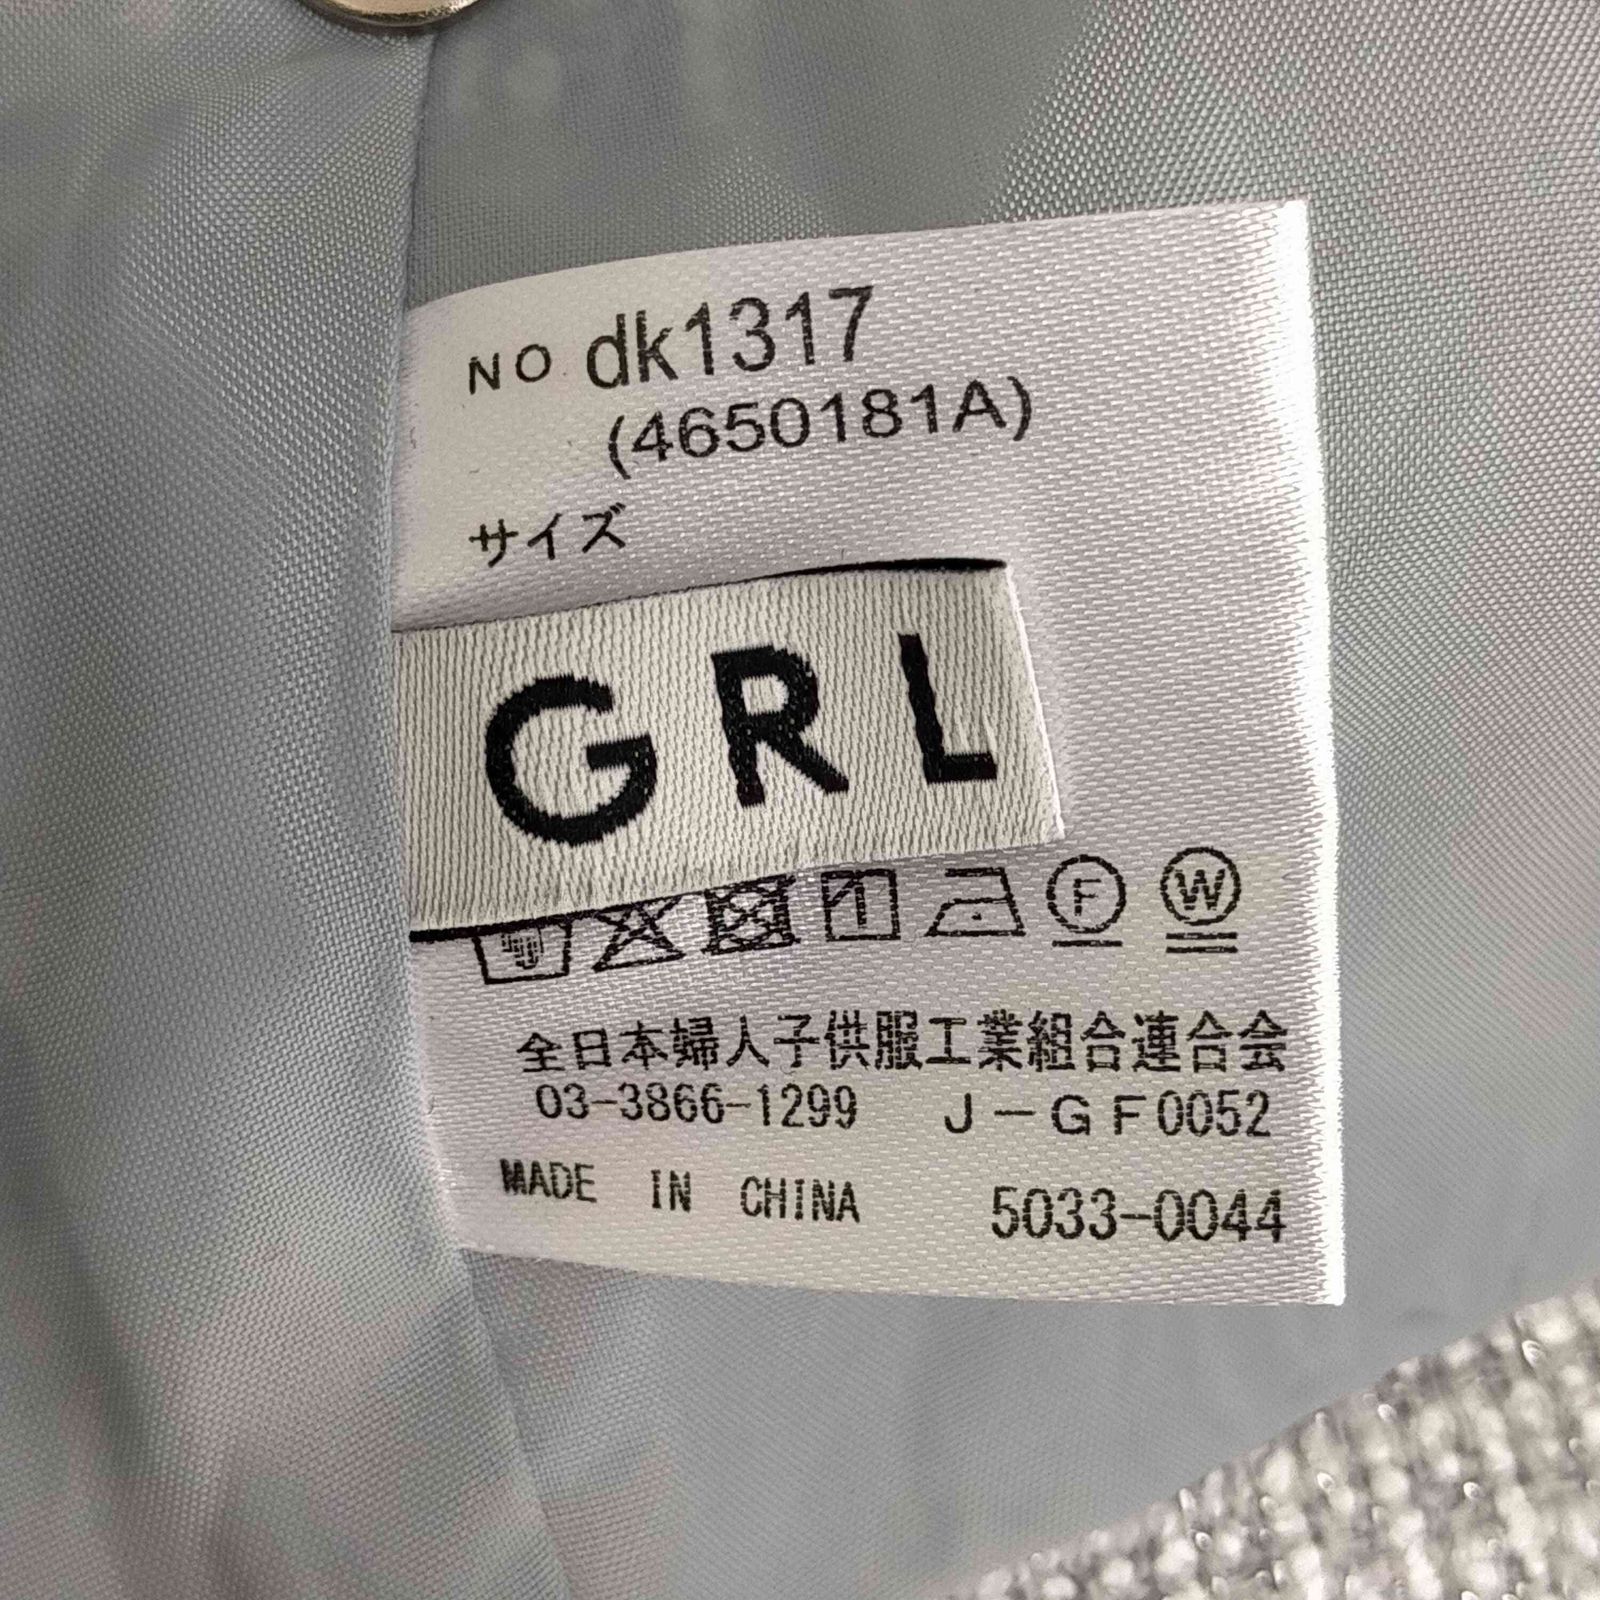 NO dk1317
(4650181A)
サイズ
GRL
F W
全日本婦人子供服工業組合連合会
03-3866-1299 J-GF0052
MADE IN CHINA 5033-0044